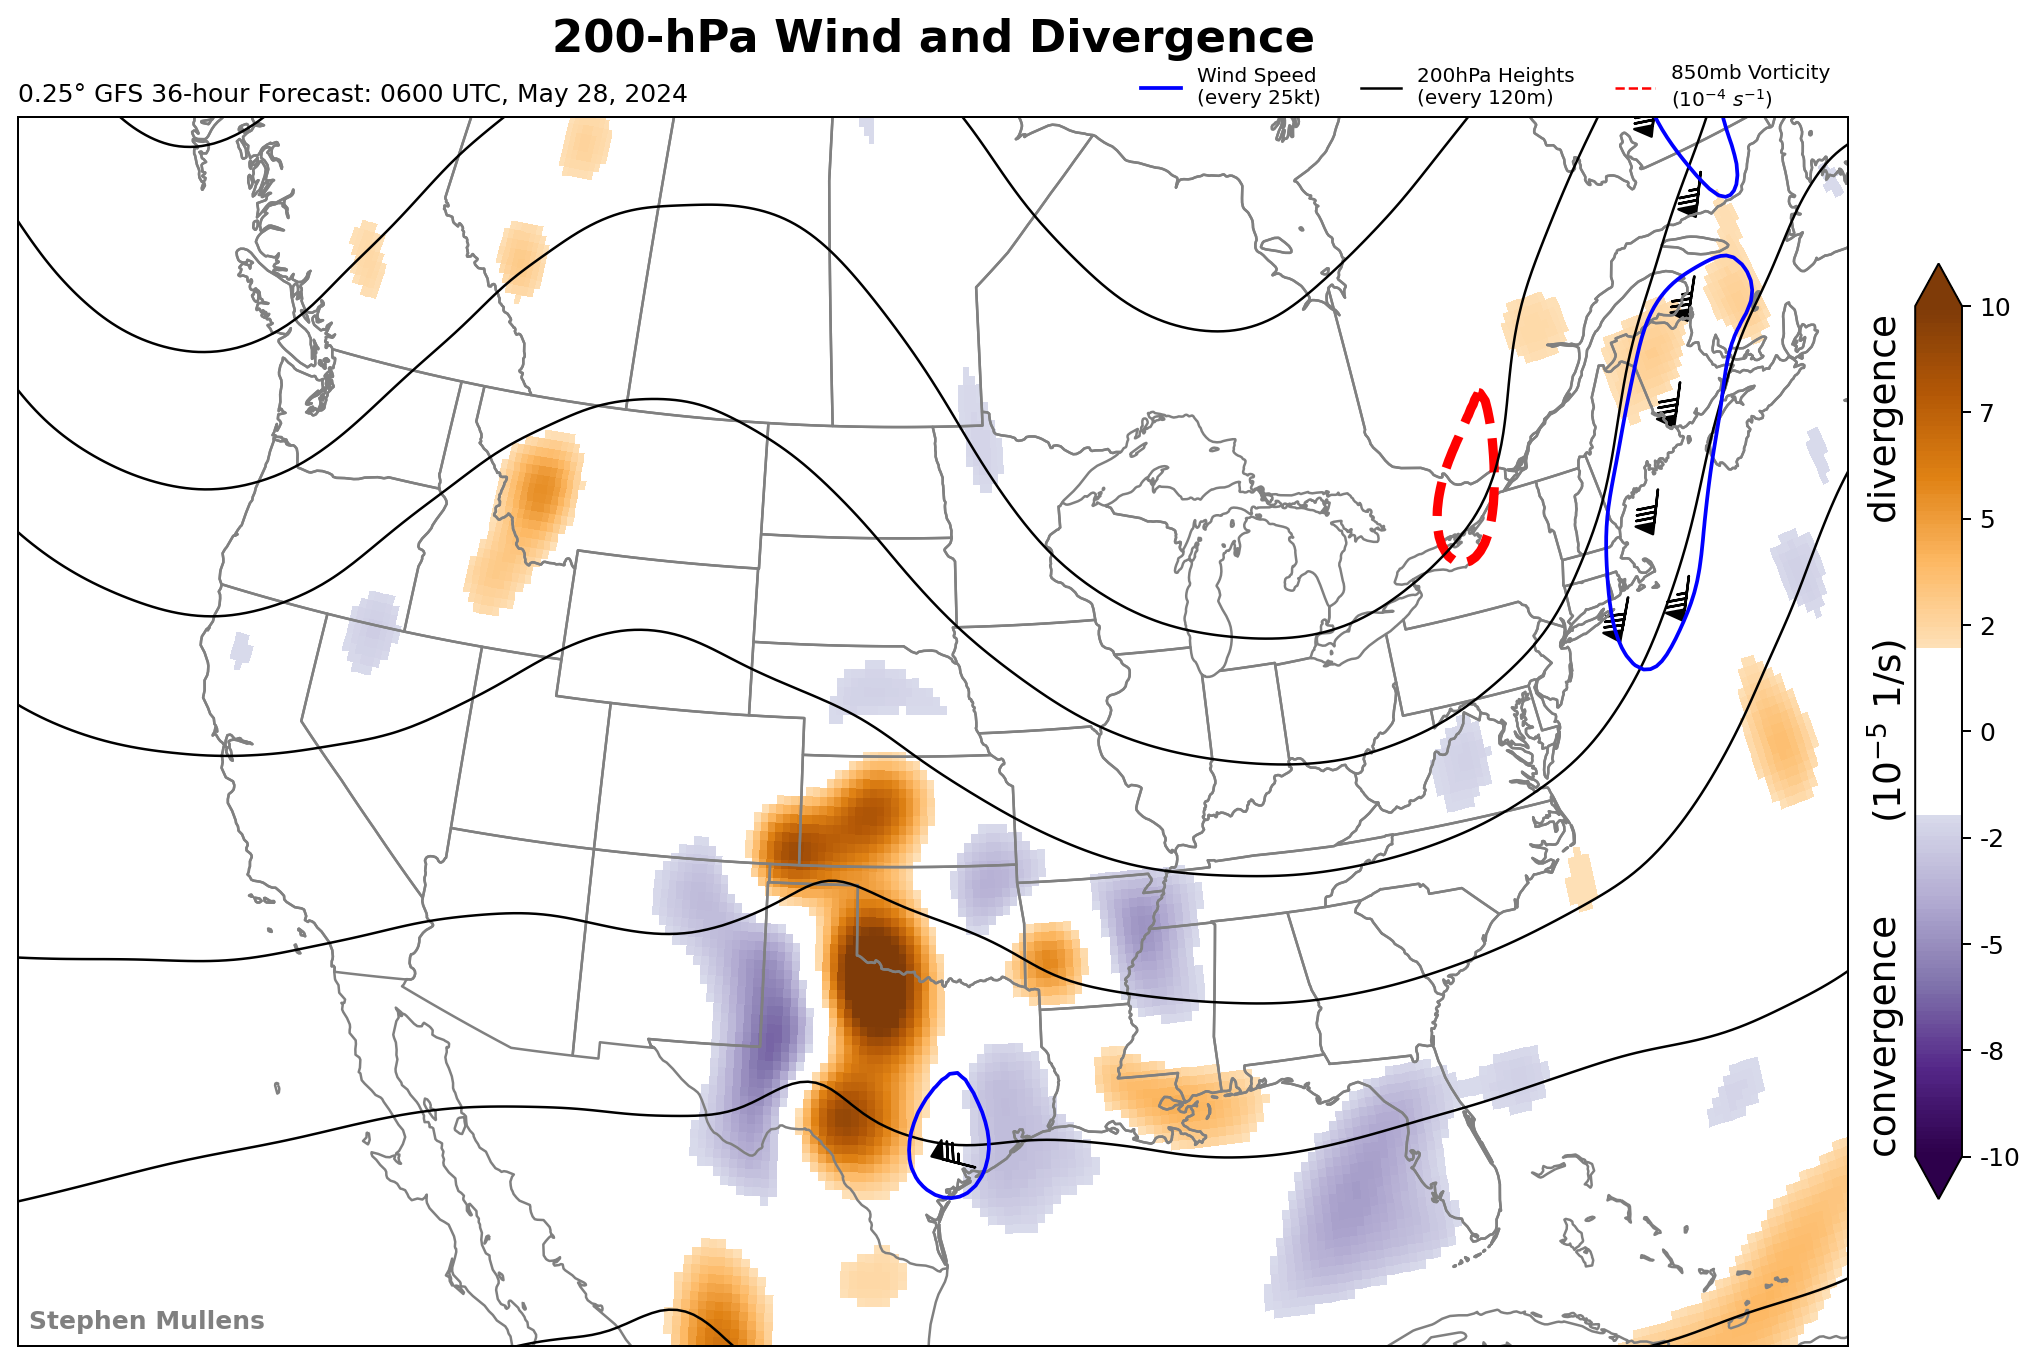 200-hPa Wind and Divergence
0.25° GFS 36-hour Forecast: 0600 UTC, May 28, 2024
Wind Speed
(every 25kt)
200hPa Heights
(every 120m)
850mb Vorticity
(10⁻⁴ s⁻¹)
10
7
5
2
0
-2
-5
-8
-10
convergence (10⁻⁵ 1/s) divergence
Stephen Mullens